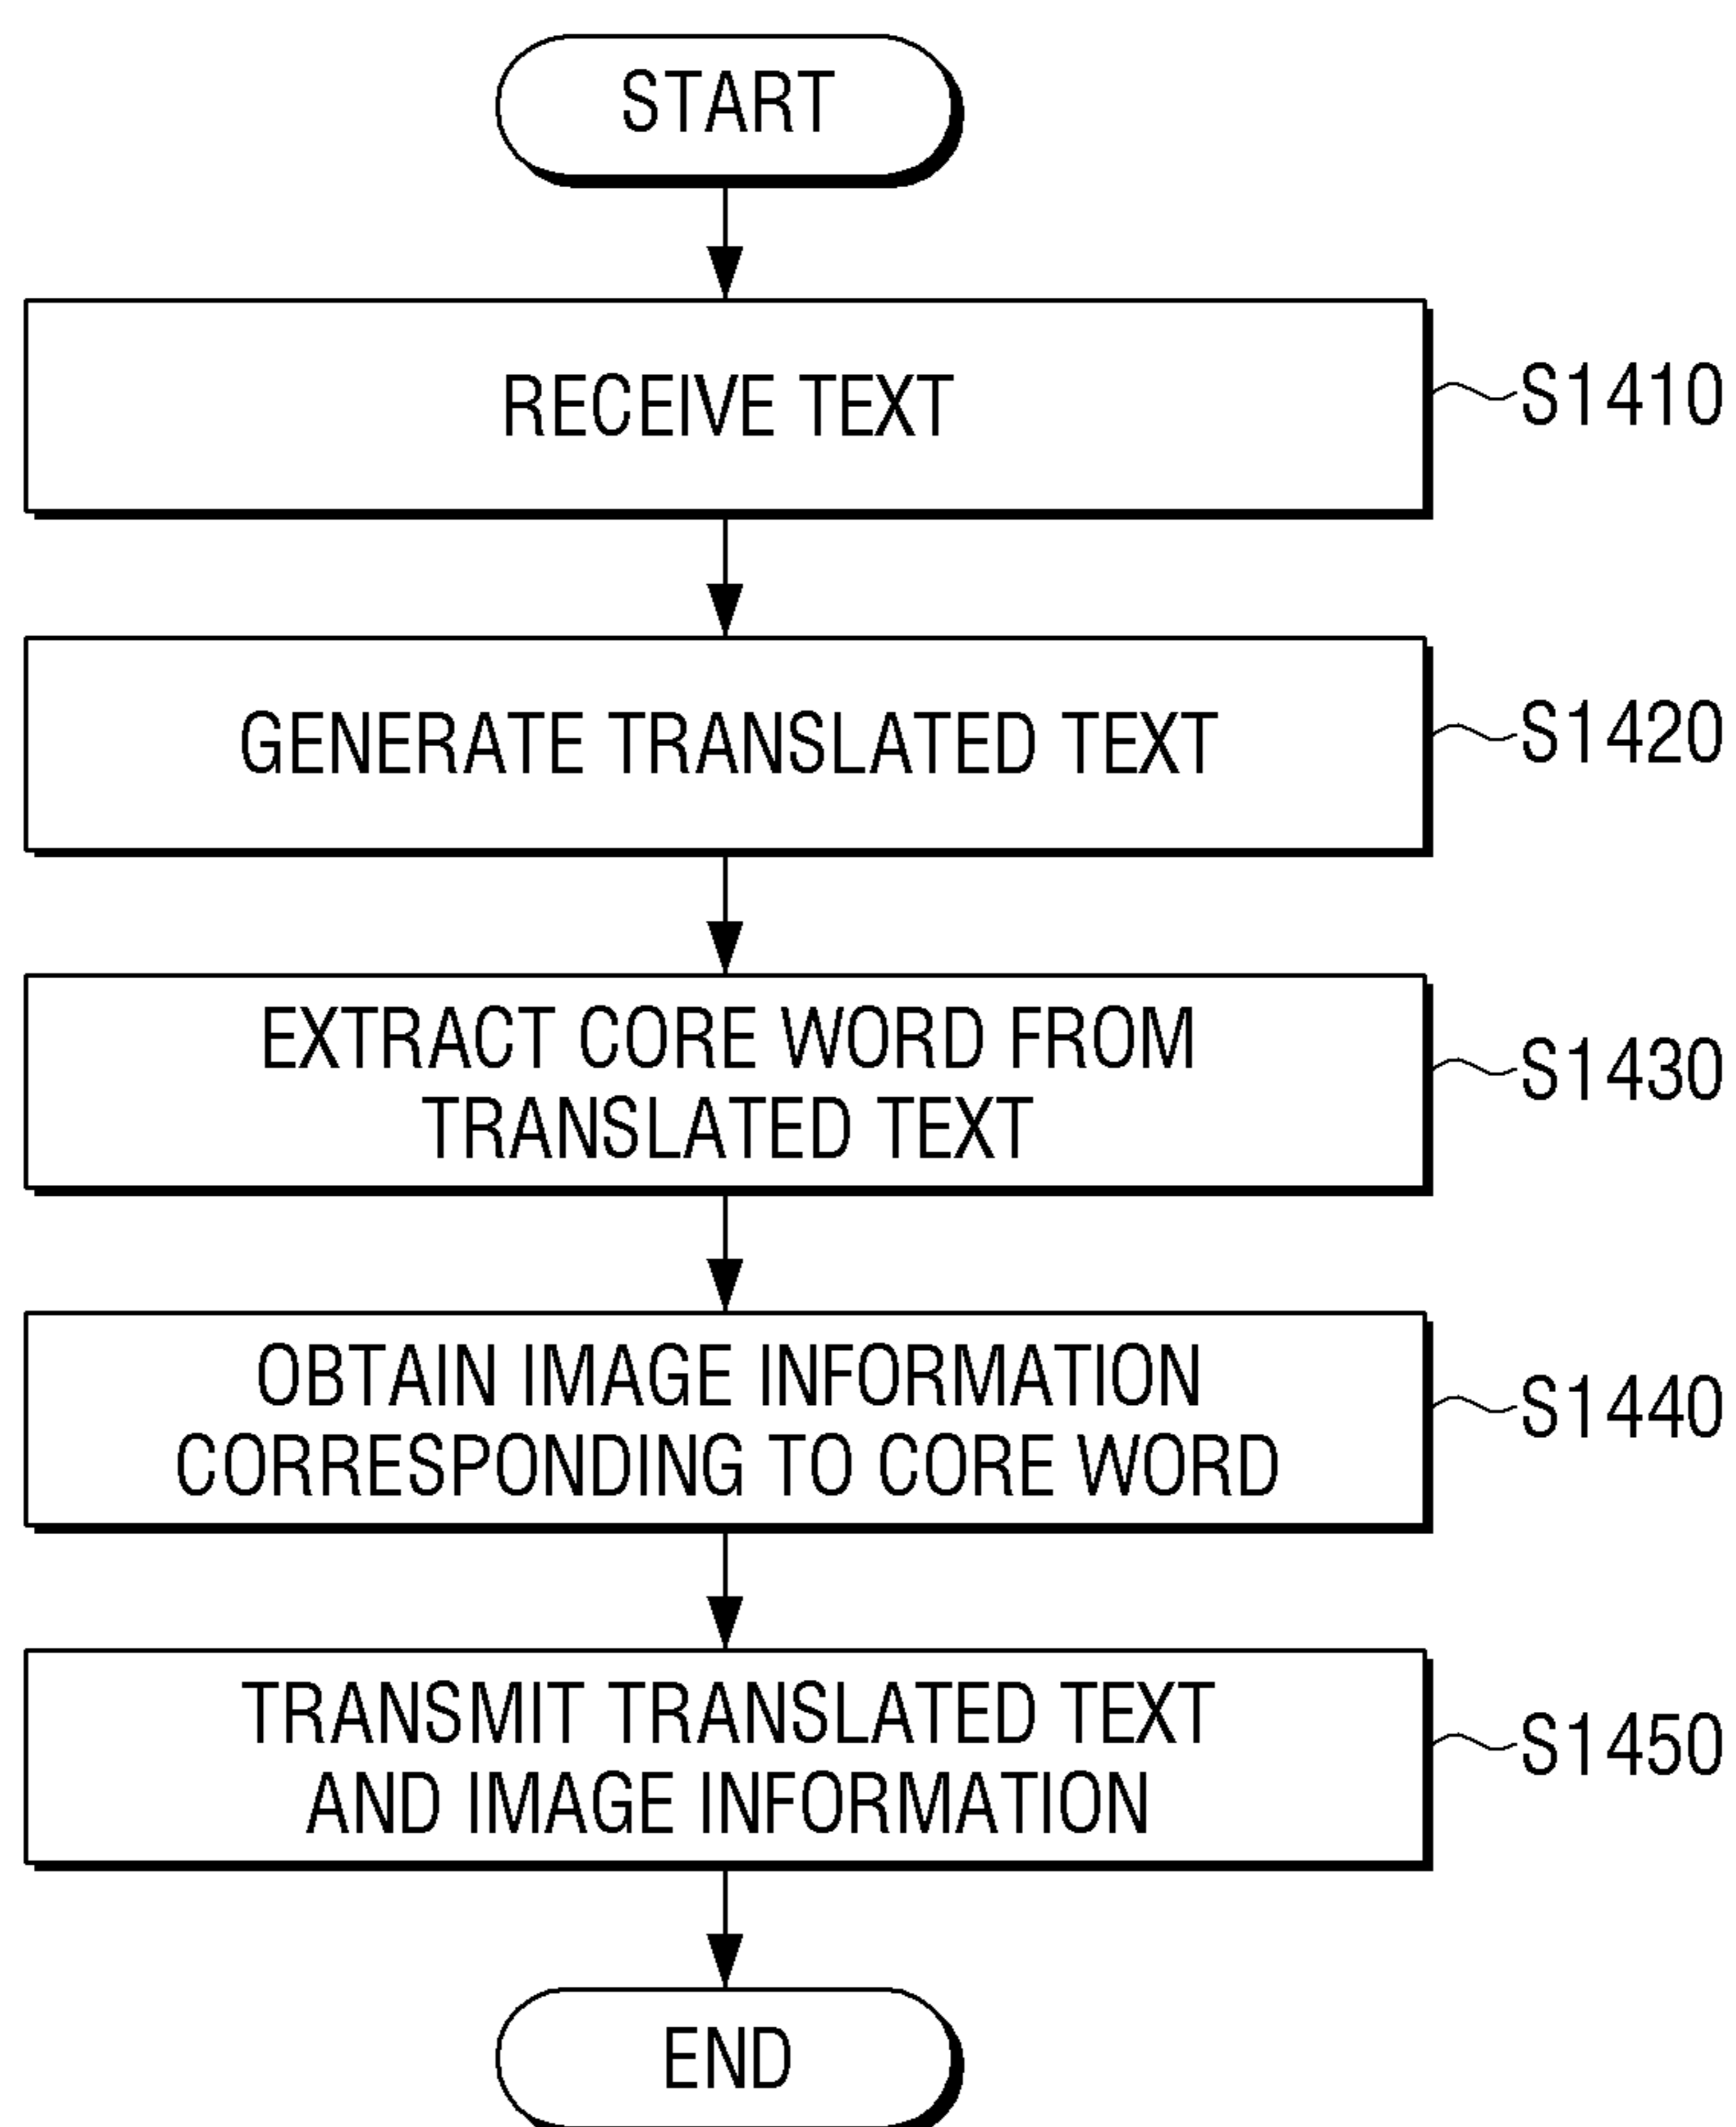 START
RECEIVE TEXT
S1410
GENERATE TRANSLATED TEXT
S1420
EXTRACT CORE WORD FROM
TRANSLATED TEXT
S1430
OBTAIN IMAGE INFORMATION
CORRESPONDING TO CORE WORD
S1440
TRANSMIT TRANSLATED TEXT
AND IMAGE INFORMATION
S1450
END